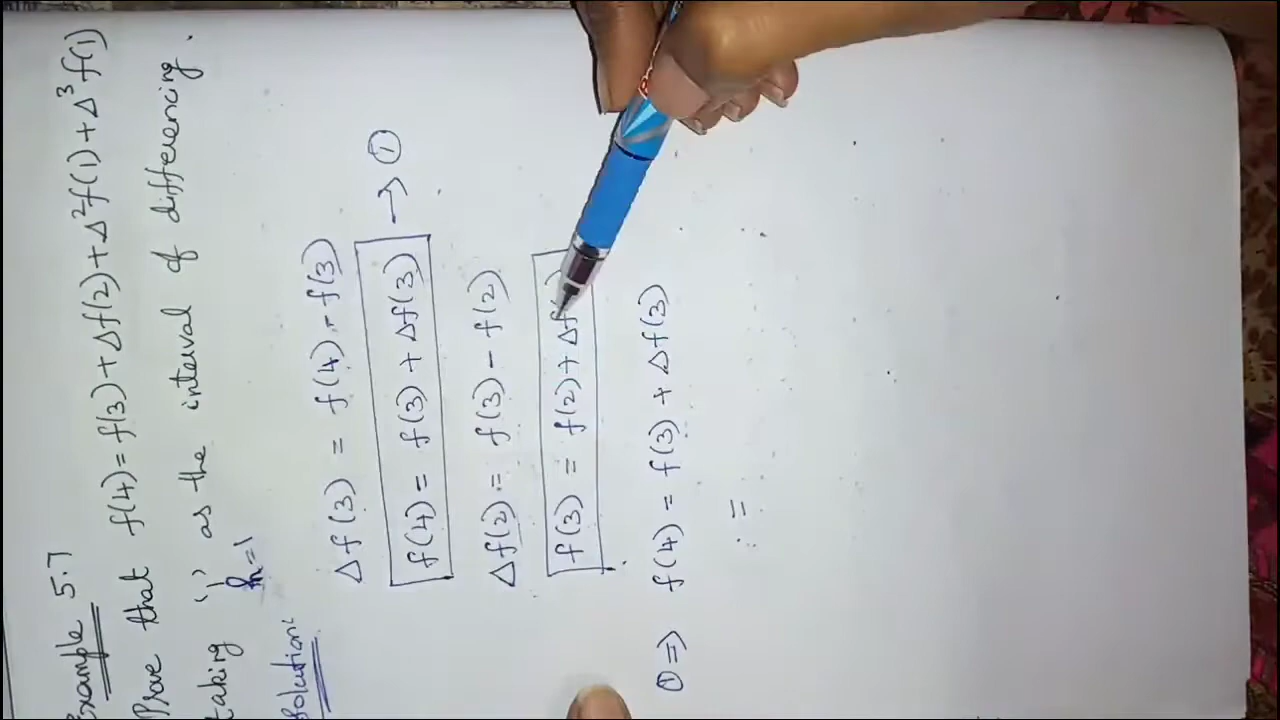 Example 5.7
Prove that f(4) = f(3) + Δf(2) + Δ²f(1) + Δ³f(1)
taking '1' as the interval of differencing.
h=1
Solution:
Δf(3) = f(4) - f(3)
f(4) = f(3) + Δf(3) → ①
Δf(2) = f(3) - f(2)
f(3) = f(2) + Δf
① ⇒ f(4) = f(3) + Δf(3)
=